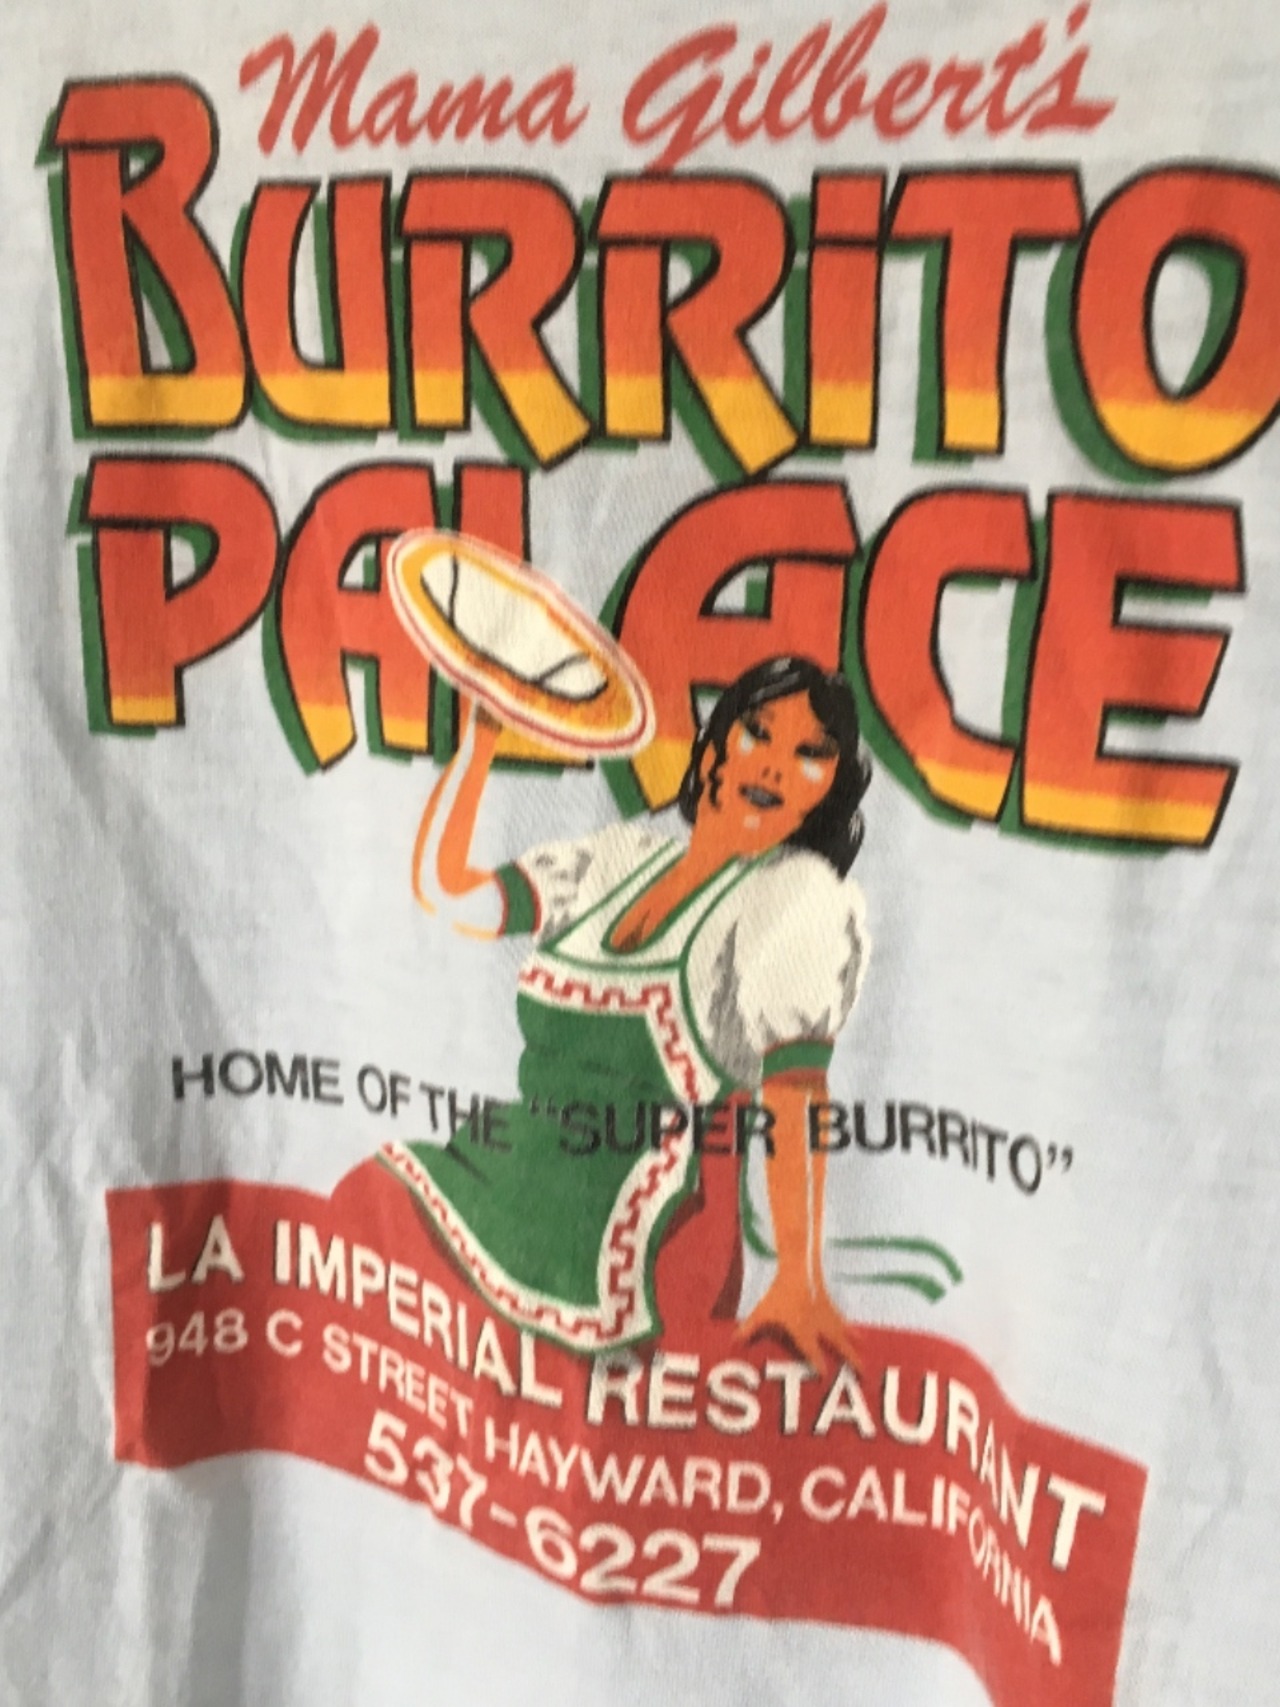 Mama Gilbert's
BURRiTO
PALACE
HOME OF THE "SUPER BURRITO"
LA IMPERIAL RESTAURANT
948 C STREET HAYWARD, CALIFORNIA
537-6227